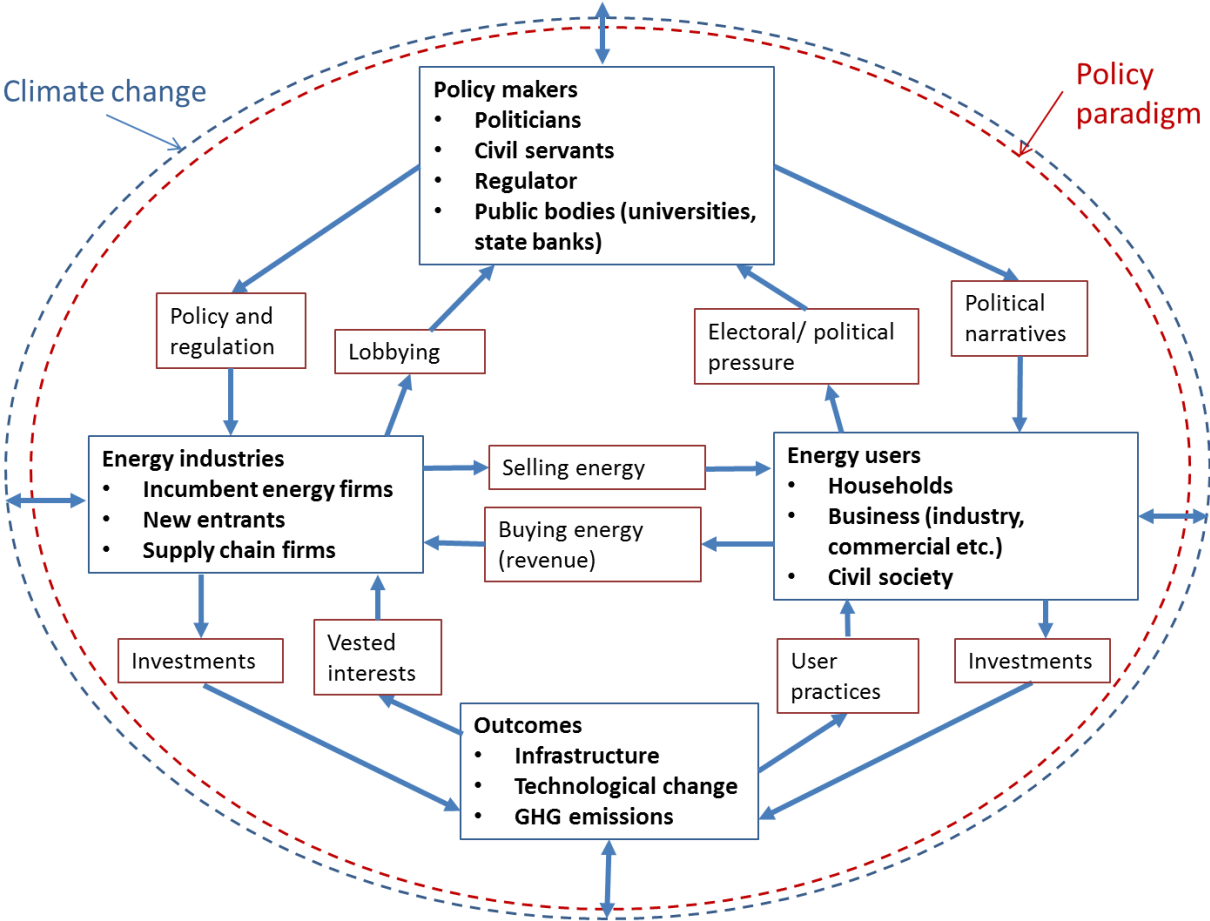 Climate change
Policy
paradigm
Policy makers
• Politicians
• Civil servants
• Regulator
• Public bodies (universities,
state banks)
Policy and
regulation
Lobbying
Electoral/ political
pressure
Political
narratives
Energy industries
• Incumbent energy firms
• New entrants
• Supply chain firms
Selling energy
Buying energy
(revenue)
Energy users
• Households
• Business (industry,
commercial etc.)
• Civil society
Investments
Vested
interests
User
practices
Investments
Outcomes
• Infrastructure
• Technological change
• GHG emissions